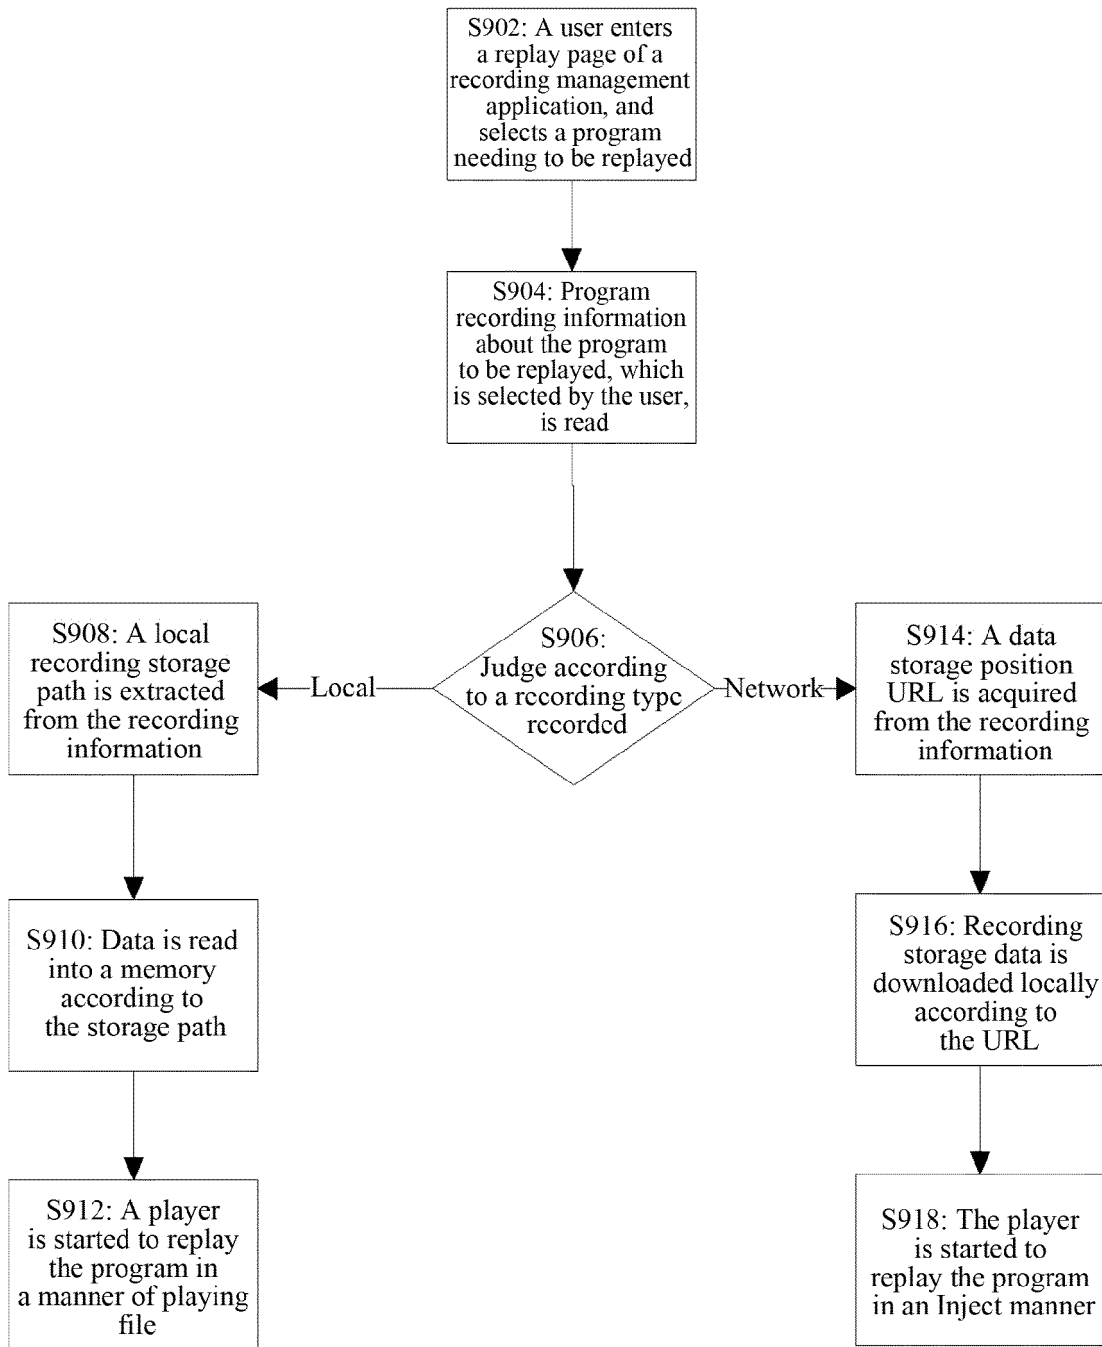 S902: A user enters
a replay page of a
recording management
application, and
selects a program
needing to be replayed
S904: Program
recording information
about the program
to be replayed, which
is selected by the user,
is read
S906:
Judge according
to a recording type
recorded
Local
Network
S908: A local
recording storage
path is extracted
from the recording
information
S914: A data
storage position
URL is acquired
from the recording
information
S910: Data is read
into a memory
according to
the storage path
S916: Recording
storage data is
downloaded locally
according to
the URL
S912: A player
is started to replay
the program in
a manner of playing
file
S918: The player
is started to
replay the program
in an Inject manner